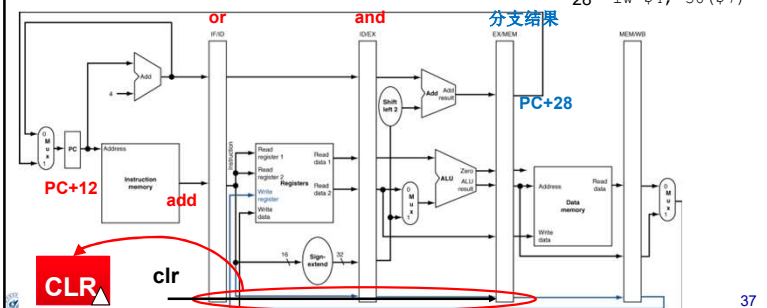 28 lw $4, 50($7)
or
and
分支结果
IF/ID
ID/EX
EX/MEM
MEM/WB
Add
4
Add Add
result
Shift
left 2
PC+28
0
M
u
x
1
PC
Address
Instruction
memory
PC+12
add
Instruction
Read
register 1
Read
register 2
Write
register
Write
data
Registers
Read
data 1
Read
data 2
0
M
u
x
1
ALU
Zero
ALU
result
Address
Read
data
Data
memory
Write
data
0
M
u
x
1
16
Sign-
extend
32
CLR
clr
37